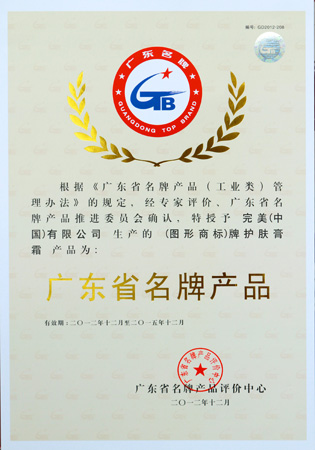 编号: GD2012-208
广东名牌
GTB
GUANGDONG TOP BRAND
根据《广东省名牌产品（工业类）管
理办法》的规定，经专家评价、广东省名
牌产品推进委员会确认，特授予 完美(中
国)有限公司 生产的 (图形商标)牌护肤膏
霜 产品为:
广东省名牌产品
有效期:二〇一二年十二月至二〇一五年十二月
广东省名牌产品评价中心
广东省名牌产品评价中心
二〇一二年十二月